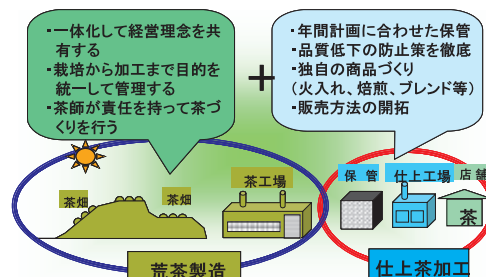 ・一体化して経営理念を共
有する
・栽培から加工まで目的を
統一して管理する
・茶師が責任を持って茶づ
くりを行う
+
・年間計画に合わせた保管
・品質低下の防止策を徹底
・独自の商品づくり
(火入れ、焙煎、ブレンド等)
・販売方法の開拓
茶畑
茶畑
茶工場
保管
仕上工場
店舗
茶
荒茶製造
仕上茶加工